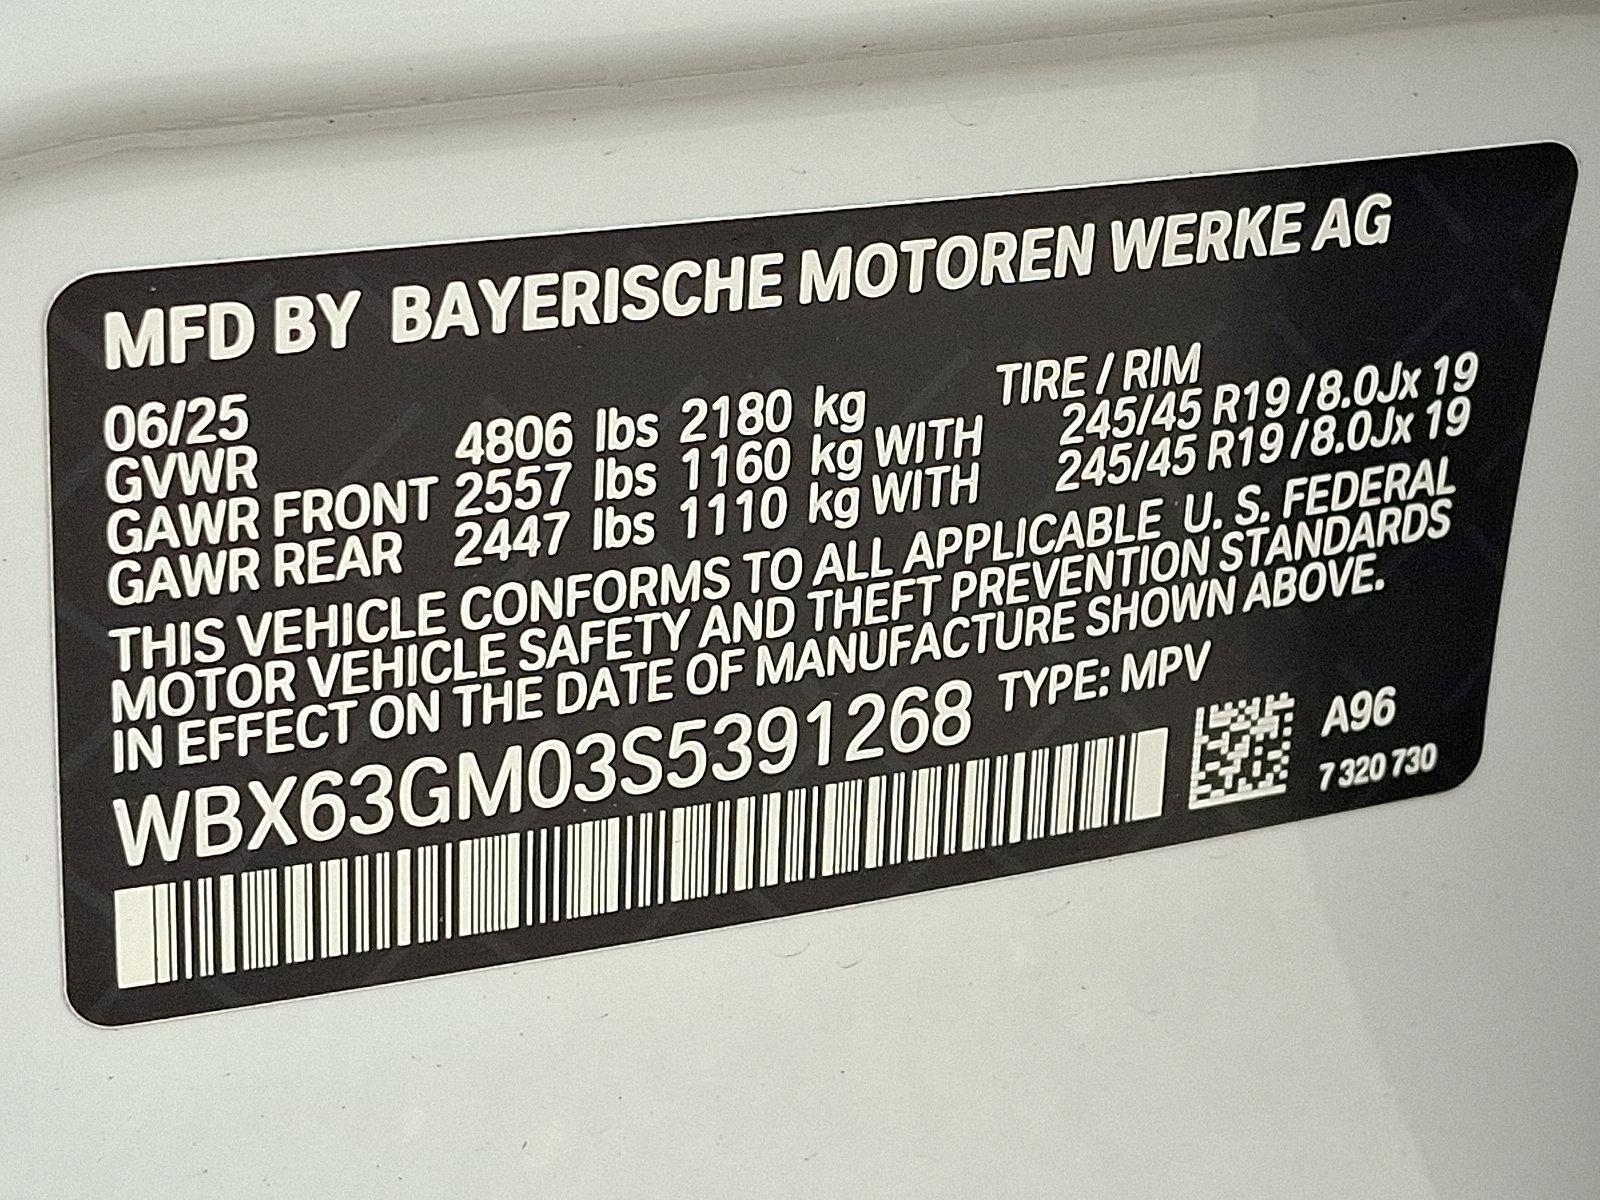 MFD BY BAYERISCHE MOTOREN WERKE AG
06/25 TIRE / RIM
GVWR 4806 lbs 2180 kg
GAWR FRONT 2557 lbs 1160 kg WITH 245/45 R19 / 8.0Jx 19
GAWR REAR 2447 lbs 1110 kg WITH 245/45 R19 / 8.0Jx 19
THIS VEHICLE CONFORMS TO ALL APPLICABLE U. S. FEDERAL
MOTOR VEHICLE SAFETY AND THEFT PREVENTION STANDARDS
IN EFFECT ON THE DATE OF MANUFACTURE SHOWN ABOVE.
WBX63GM03S5391268 TYPE: MPV
A96
7 320 730